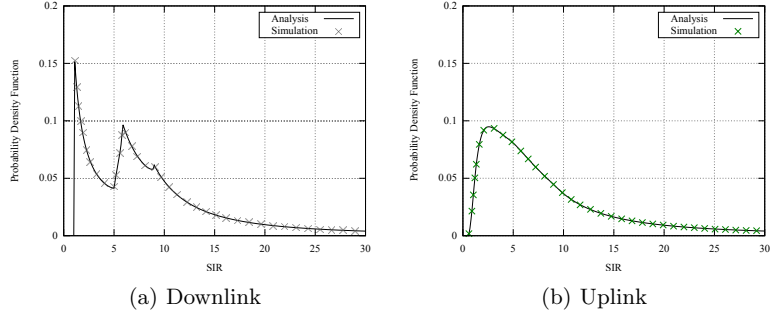 0.2
0.15
0.1
0.05
0
Probability Density Function
Analysis
Simulation
0 5 10 15 20 25 30
SIR
(a) Downlink
0.2
0.15
0.1
0.05
0
Probability Density Function
Analysis
Simulation
0 5 10 15 20 25 30
SIR
(b) Uplink